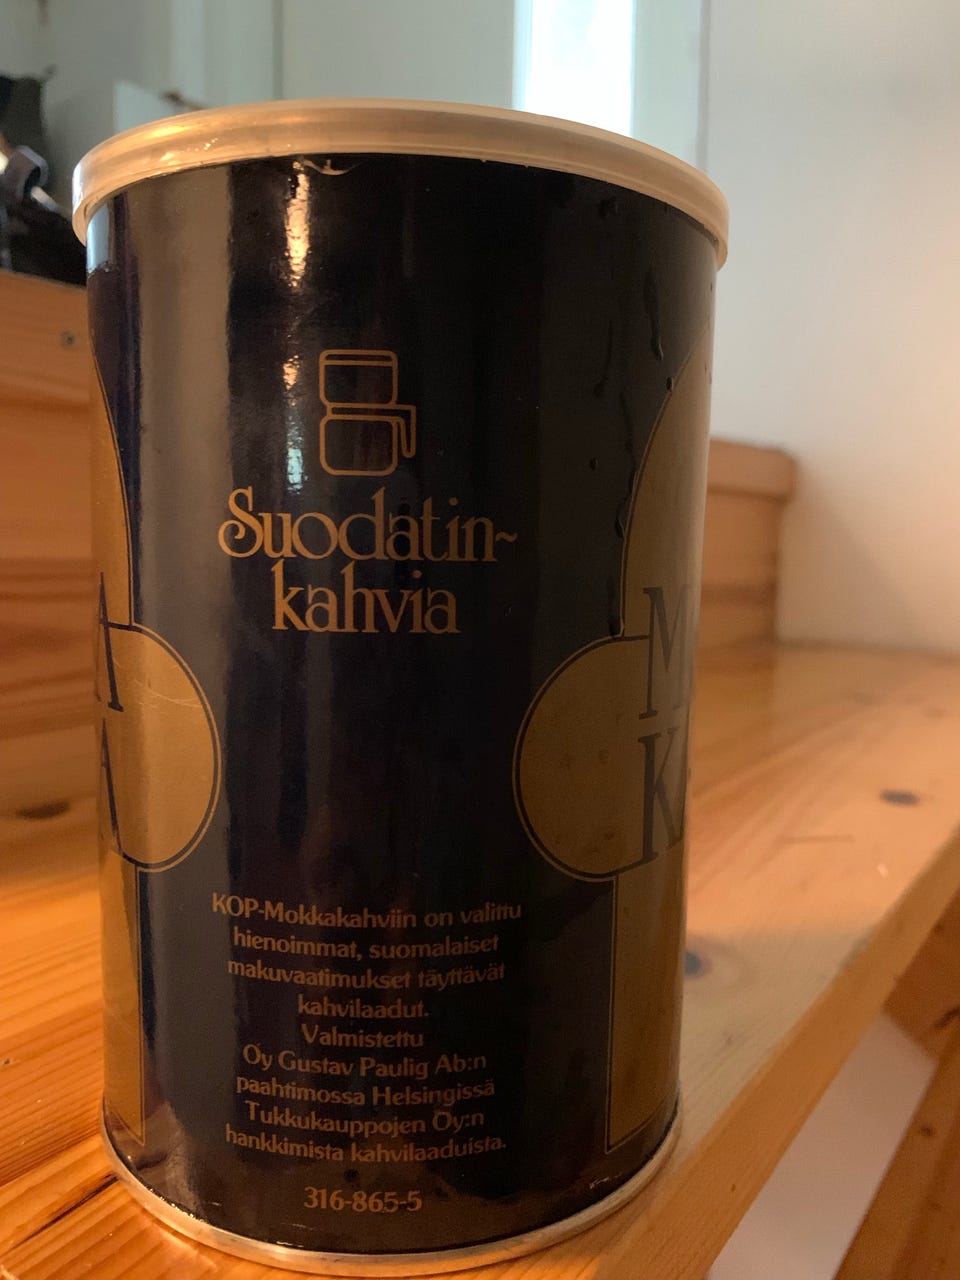 Suodatin-
kahvia
A
A
M
K
KOP-Mokkakahviin on valittu
hienoimmat, suomalaiset
makuvaatimukset täyttävät
kahvilaadut.
Valmistettu
Oy Gustav Paulig Ab:n
paahtimossa Helsingissä
Tukkukauppojen Oy:n
hankkimista kahvilaaduista.
316-865-5